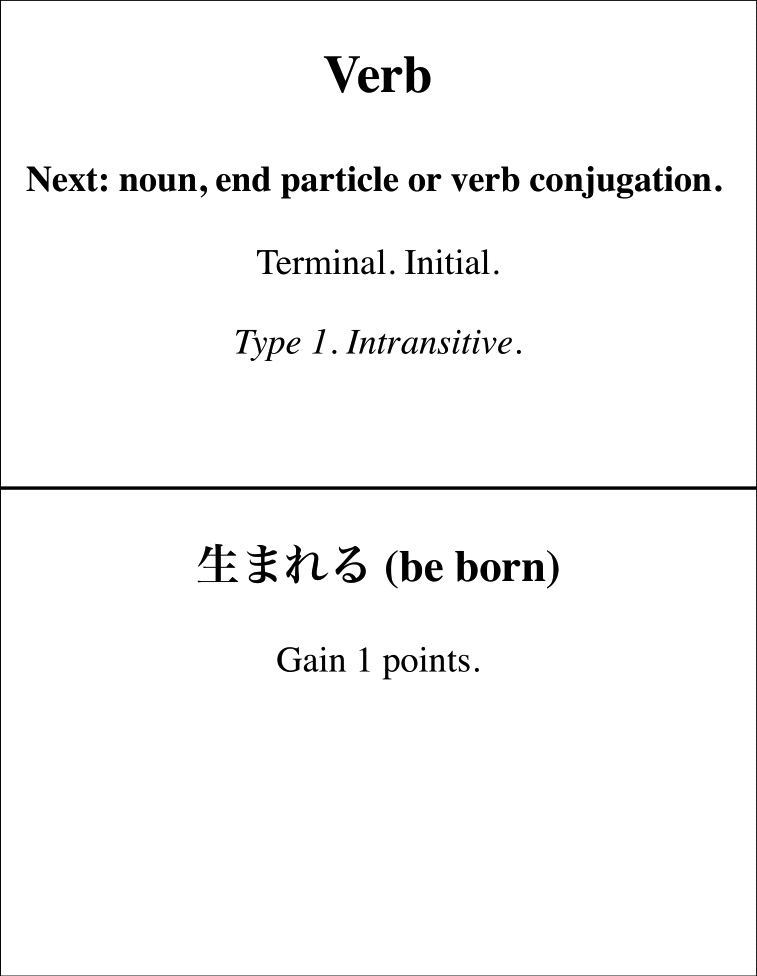 Verb
Next: noun, end particle or verb conjugation.
Terminal. Initial.
Type 1. Intransitive.
生まれる (be born)
Gain 1 points.